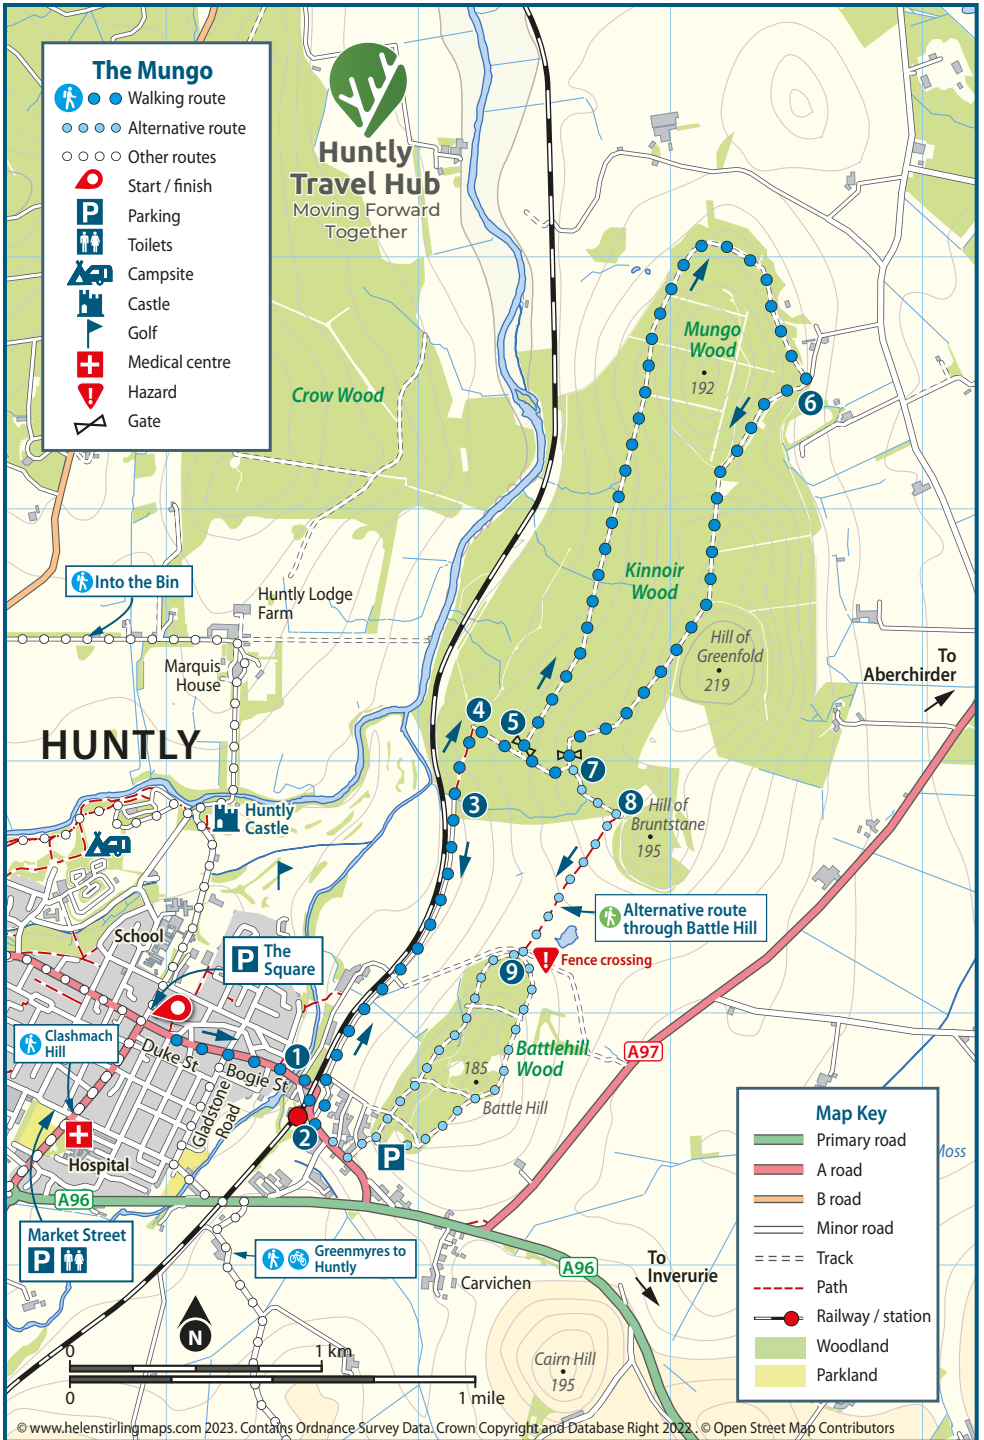 The Mungo
Walking route
Alternative route
Other routes
Start / finish
P
Parking
Toilets
Campsite
Castle
Golf
Medical centre
Hazard
Gate
Huntly
Travel Hub
Moving Forward
Together
Crow Wood
Mungo
Wood
192
6
Into the Bin
Huntly Lodge
Farm
Kinnoir
Wood
Marquis
House
Hill of
Greenfold
219
To
Aberchirder
HUNTLY
4
5
7
3
8
Hill of
Bruntstane
195
Huntly
Castle
Alternative route
through Battle Hill
School
P
The
Square
9
! Fence crossing
Clashmach
Hill
Duke St
Bogie St
1
Gladstone
Road
2
Battlehill
Wood
185
Battle Hill
A97
P
Hospital
A96
Market Street
P
Greenmyres to
Huntly
Carvichen
A96
To
Inverurie
Moss
Map Key
Primary road
A road
B road
Minor road
Track
Path
Railway / station
Woodland
Parkland
N
0
1 km
0
1 mile
Cairn Hill
195
© www.helenstirlingmaps.com 2023. Contains Ordnance Survey Data. Crown Copyright and Database Right 2022. © Open Street Map Contributors